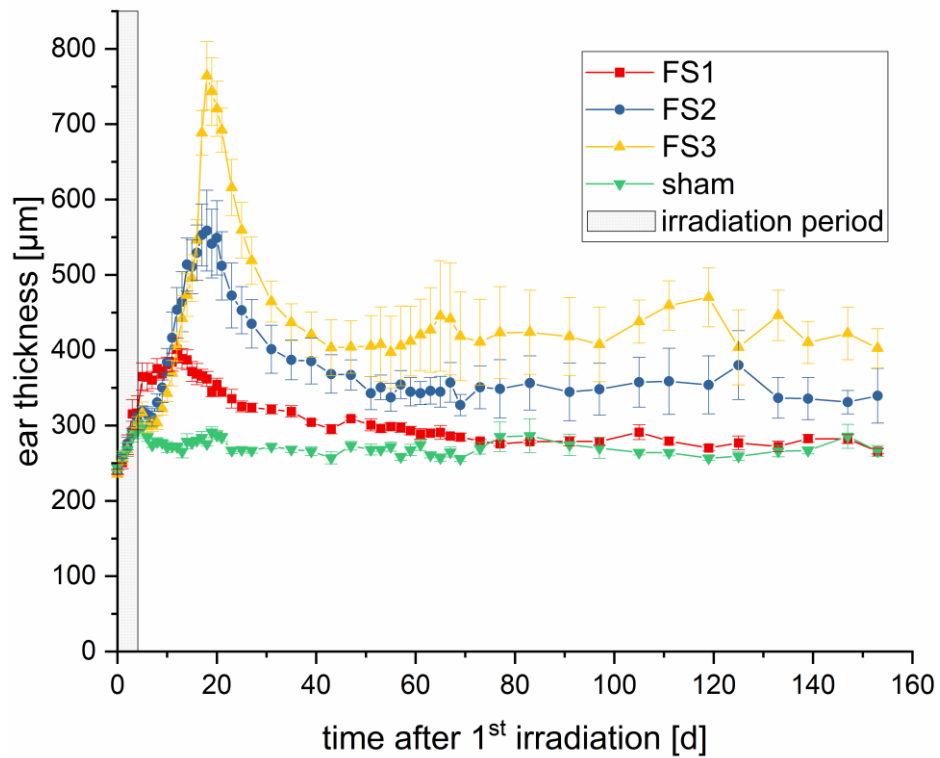 800
700
600
500
400
300
200
100
0
ear thickness [µm]
FS1
FS2
FS3
sham
irradiation period
0 20 40 60 80 100 120 140 160
time after 1st irradiation [d]